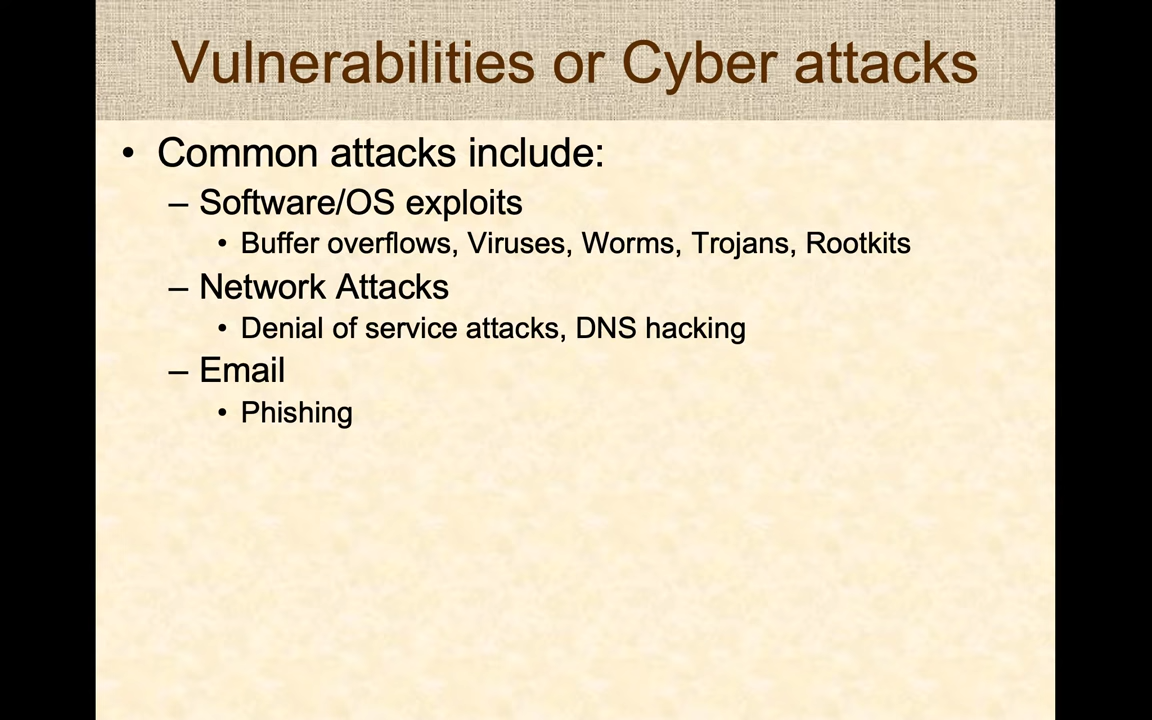 Vulnerabilities or Cyber attacks
• Common attacks include:
– Software/OS exploits
• Buffer overflows, Viruses, Worms, Trojans, Rootkits
– Network Attacks
• Denial of service attacks, DNS hacking
– Email
• Phishing